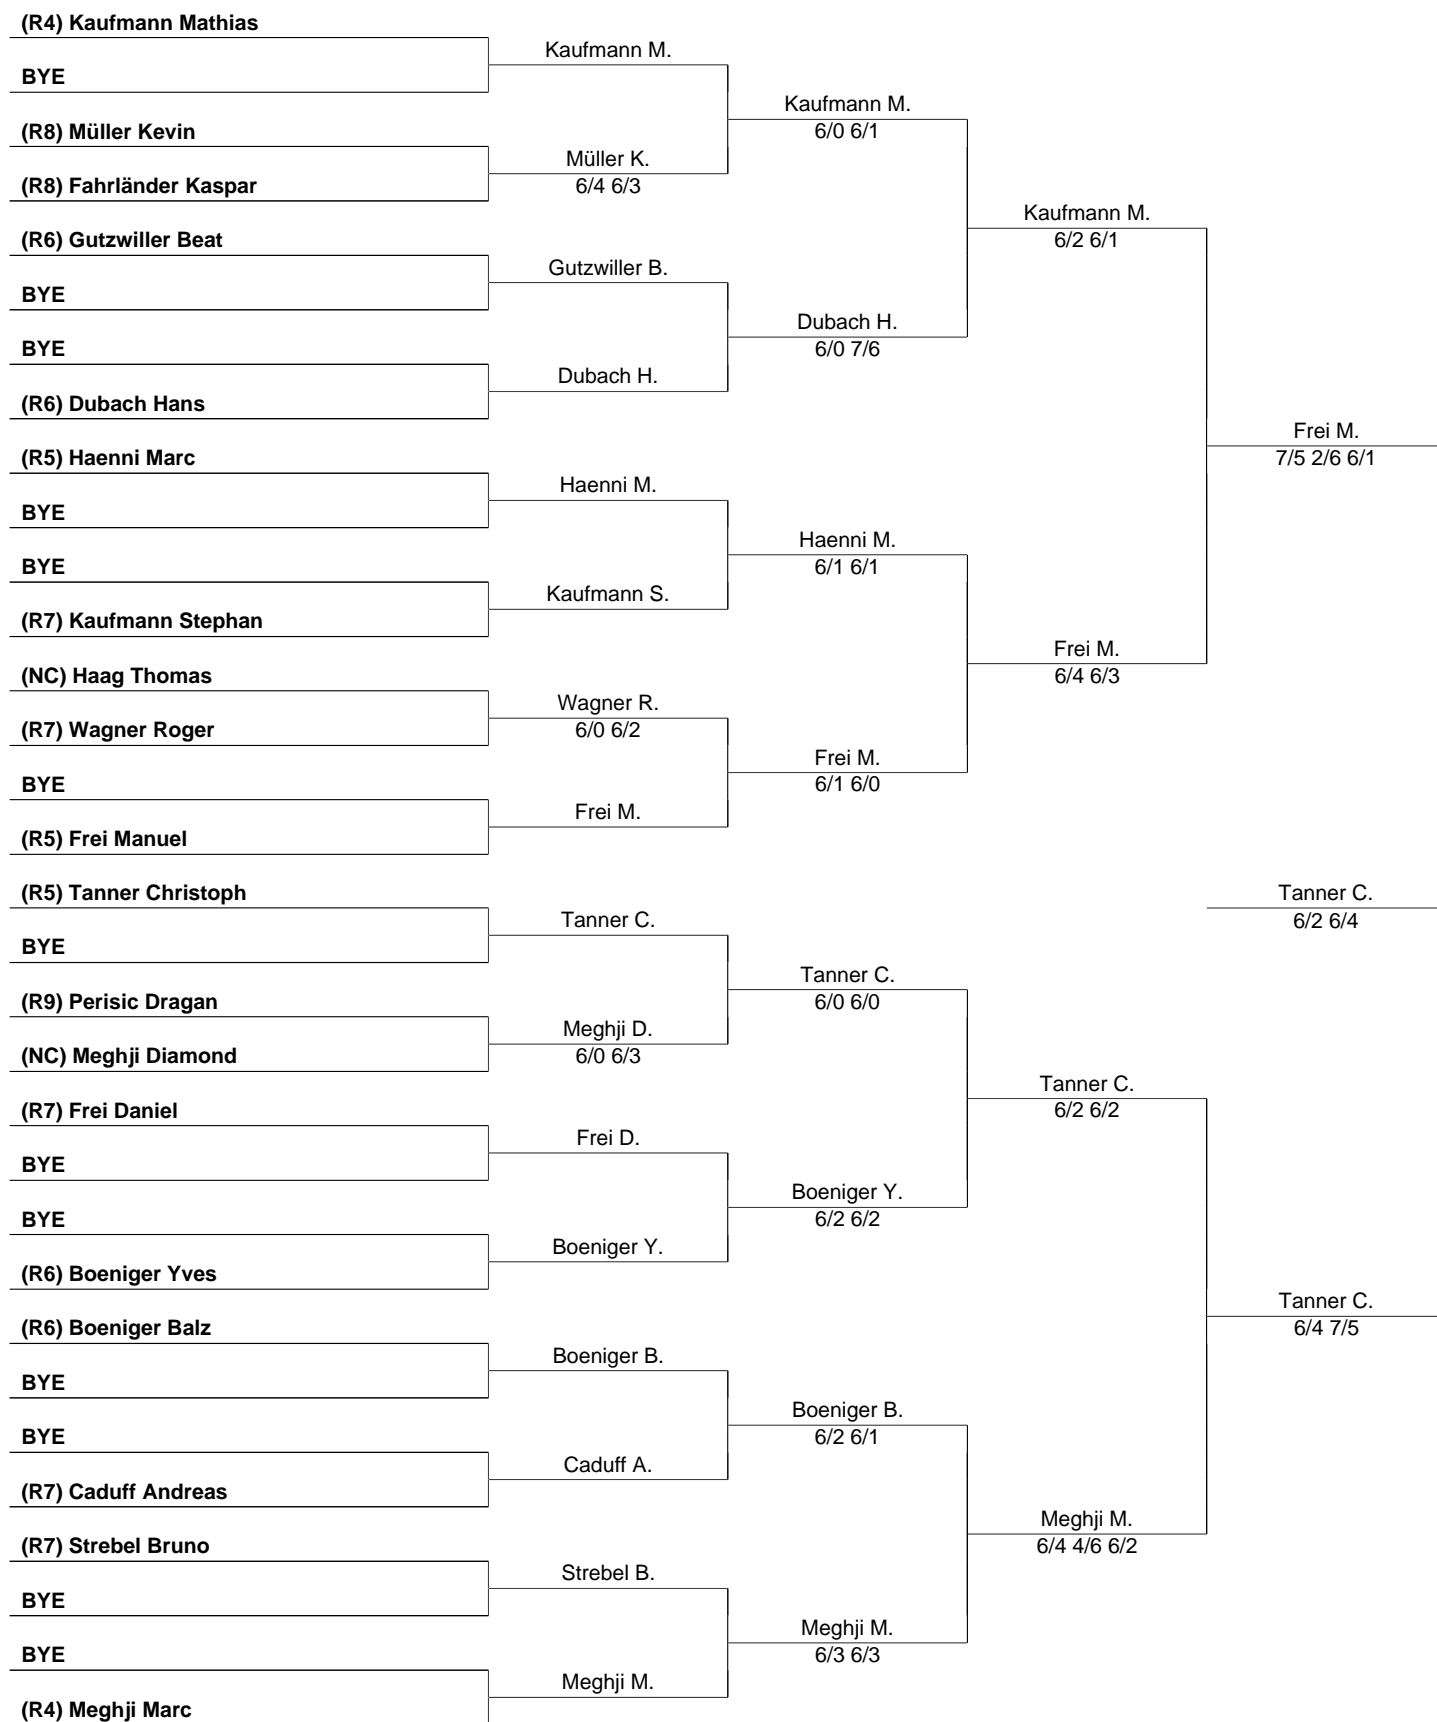 (R4) Kaufmann Mathias
BYE
(R8) Müller Kevin
(R8) Fahrländer Kaspar
(R6) Gutzwiller Beat
BYE
BYE
(R6) Dubach Hans
(R5) Haenni Marc
BYE
BYE
(R7) Kaufmann Stephan
(NC) Haag Thomas
(R7) Wagner Roger
BYE
(R5) Frei Manuel
(R5) Tanner Christoph
BYE
(R9) Perisic Dragan
(NC) Meghji Diamond
(R7) Frei Daniel
BYE
BYE
(R6) Boeniger Yves
(R6) Boeniger Balz
BYE
BYE
(R7) Caduff Andreas
(R7) Strebel Bruno
BYE
BYE
(R4) Meghji Marc
Kaufmann M.
Müller K.
6/4 6/3
Gutzwiller B.
Dubach H.
Haenni M.
Kaufmann S.
Wagner R.
6/0 6/2
Frei M.
Tanner C.
Meghji D.
6/0 6/3
Frei D.
Boeniger Y.
Boeniger B.
Caduff A.
Strebel B.
Meghji M.
Kaufmann M.
6/0 6/1
Dubach H.
6/0 7/6
Haenni M.
6/1 6/1
Frei M.
6/1 6/0
Tanner C.
6/0 6/0
Boeniger Y.
6/2 6/2
Boeniger B.
6/2 6/1
Meghji M.
6/3 6/3
Kaufmann M.
6/2 6/1
Frei M.
6/4 6/3
Tanner C.
6/2 6/2
Meghji M.
6/4 4/6 6/2
Frei M.
7/5 2/6 6/1
Tanner C.
6/2 6/4
Tanner C.
6/4 7/5